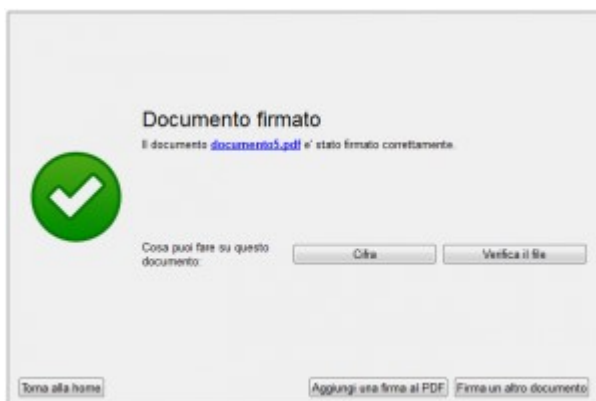 Documento firmato
Il documento documento5.pdf e' stato firmato correttamente.
Cosa puoi fare su questo
documento:
Cifra
Verifica il file
Torna alla home
Aggiungi una firma al PDF
Firma un altro documento